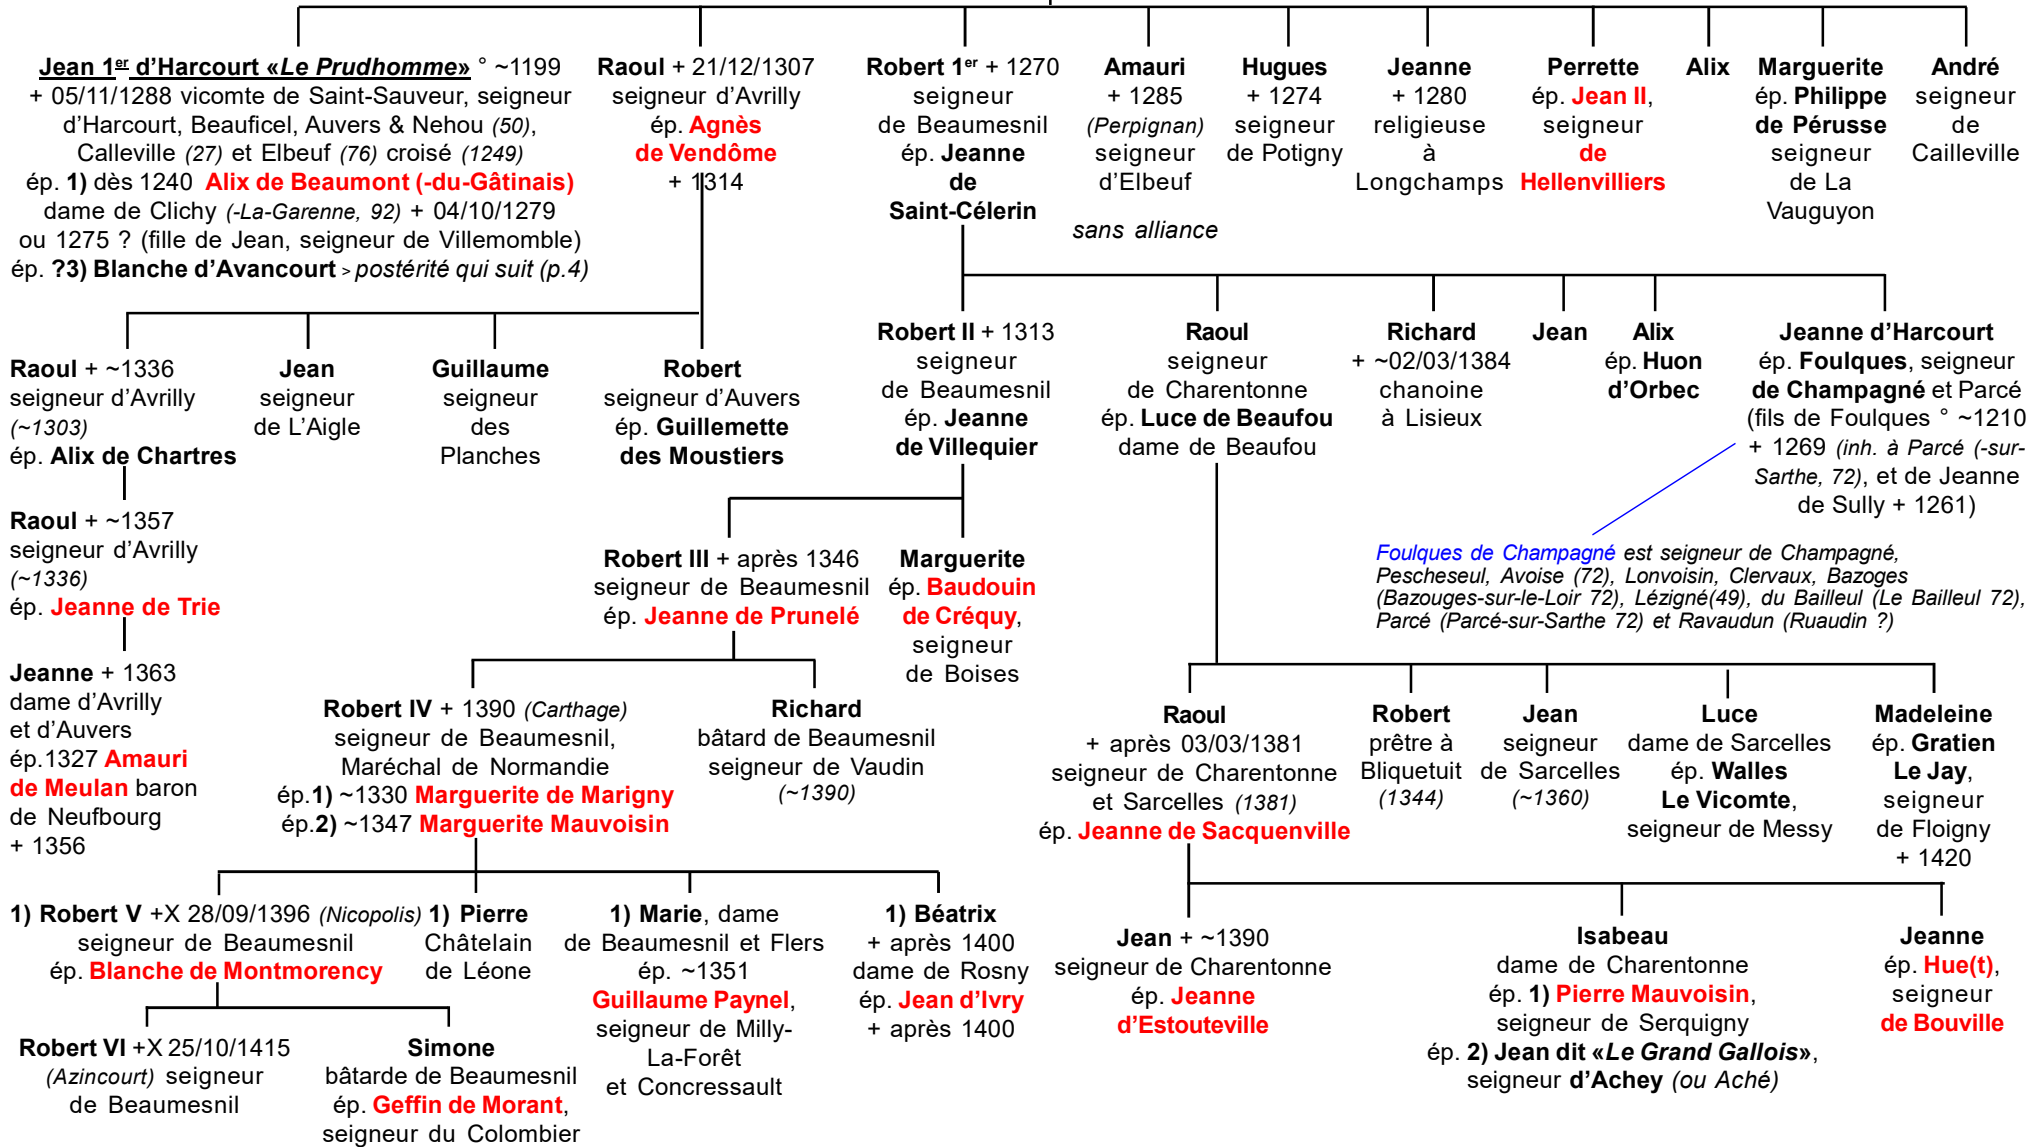 Jean 1er d'Harcourt «Le Prudhomme» ° ~1199
+ 05/11/1288 vicomte de Saint-Sauveur, seigneur
d'Harcourt, Beauficel, Auvers & Nehou (50),
Calleville (27) et Elbeuf (76) croisé (1249)
ép. 1) dès 1240 Alix de Beaumont (-du-Gâtinais)
dame de Clichy (-La-Garenne, 92) + 04/10/1279
ou 1275 ? (fille de Jean, seigneur de Villemomble)
ép. ?3) Blanche d'Avancourt > postérité qui suit (p.4)
Raoul + 21/12/1307
seigneur d'Avrilly
ép. Agnès
de Vendôme
+ 1314
Robert 1er + 1270
seigneur
de Beaumesnil
ép. Jeanne
de
Saint-Célerin
Amauri
+ 1285
(Perpignan)
seigneur
d'Elbeuf
Hugues
+ 1274
seigneur
de Potigny
sans alliance
Jeanne
+ 1280
religieuse
à
Longchamps
Perrette
ép. Jean II,
seigneur
de
Hellenvilliers
Alix
Marguerite
ép. Philippe
de Pérusse
seigneur
de La
Vauguyon
André
seigneur
de
Cailleville
Raoul + ~1336
seigneur d'Avrilly
(~1303)
ép. Alix de Chartres
Jean
seigneur
de L'Aigle
Guillaume
seigneur
des
Planches
Robert
seigneur d'Auvers
ép. Guillemette
des Moustiers
Robert II + 1313
seigneur
de Beaumesnil
ép. Jeanne
de Villequier
Raoul
seigneur
de Charentonne
ép. Luce de Beaufou
dame de Beaufou
Richard
+ ~02/03/1384
chanoine
à Lisieux
Jean
Alix
ép. Huon
d'Orbec
Jeanne d'Harcourt
ép. Foulques, seigneur
de Champagné et Parcé
(fils de Foulques ° ~1210
+ 1269 (inh. à Parcé (-sur-
Sarthe, 72), et de Jeanne
de Sully + 1261)
Raoul + ~1357
seigneur d'Avrilly
(~1336)
ép. Jeanne de Trie
Robert III + après 1346
seigneur de Beaumesnil
ép. Jeanne de Prunelé
Marguerite
ép. Baudouin
de Créquy,
seigneur
de Boises
Foulques de Champagné est seigneur de Champagné,
Pescheseul, Avoise (72), Lonvoisin, Clervaux, Bazoges
(Bazouges-sur-le-Loir 72), Lézigné(49), du Bailleul (Le Bailleul 72),
Parcé (Parcé-sur-Sarthe 72) et Ravaudun (Ruaudin ?)
Jeanne + 1363
dame d'Avrilly
et d'Auvers
ép.1327 Amauri
de Meulan baron
de Neufbourg
+ 1356
Robert IV + 1390 (Carthage)
seigneur de Beaumesnil,
Maréchal de Normandie
ép.1) ~1330 Marguerite de Marigny
ép.2) ~1347 Marguerite Mauvoisin
Richard
bâtard de Beaumesnil
seigneur de Vaudin
(~1390)
Raoul
+ après 03/03/1381
seigneur de Charentonne
et Sarcelles (1381)
ép. Jeanne de Sacquenville
Robert
prêtre à
Bliquetuit
(1344)
Jean
seigneur
de Sarcelles
(~1360)
Luce
dame de Sarcelles
ép. Walles
Le Vicomte,
seigneur de Messy
Madeleine
ép. Gratien
Le Jay,
seigneur
de Floigny
+ 1420
1) Robert V +X 28/09/1396 (Nicopolis)
seigneur de Beaumesnil
ép. Blanche de Montmorency
1) Pierre
Châtelain
de Léone
1) Marie, dame
de Beaumesnil et Flers
ép. ~1351
Guillaume Paynel,
seigneur de Milly-
La-Forêt
et Concressault
1) Béatrix
+ après 1400
dame de Rosny
ép. Jean d'Ivry
+ après 1400
Jean + ~1390
seigneur de Charentonne
ép. Jeanne
d'Estouteville
Isabeau
dame de Charentonne
ép. 1) Pierre Mauvoisin,
seigneur de Serquigny
ép. 2) Jean dit «Le Grand Gallois»,
seigneur d'Achey (ou Aché)
Jeanne
ép. Hue(t),
seigneur
de Bouville
Robert VI +X 25/10/1415
(Azincourt) seigneur
de Beaumesnil
Simone
bâtarde de Beaumesnil
ép. Geffin de Morant,
seigneur du Colombier